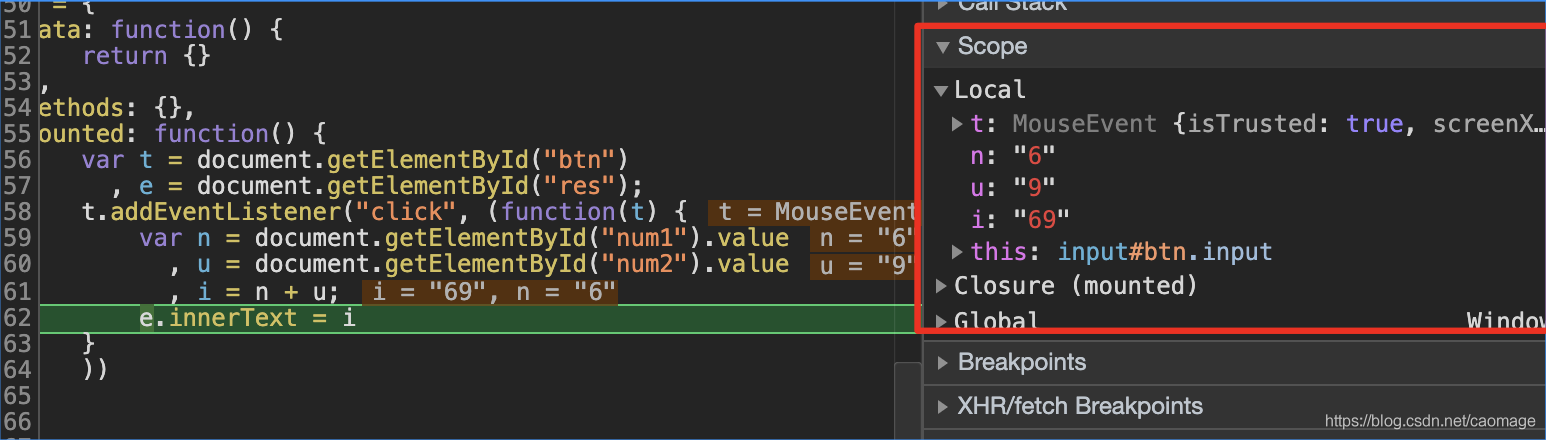 50 = {
51 ata: function() {
52 return {}
53 ,
54 ethods: {},
55 ounted: function() {
56 var t = document.getElementById("btn")
57 , e = document.getElementById("res");
58 t.addEventListener("click", (function(t) { t = MouseEvent
59 var n = document.getElementById("num1").value n = "6"
60 , u = document.getElementById("num2").value u = "9"
61 , i = n + u; i = "69", n = "6"
62 e.innerText = i
63 }
64 ))
65
66
Call Stack
Scope
Local
t: MouseEvent {isTrusted: true, screenX…
n: "6"
u: "9"
i: "69"
this: input#btn.input
Closure (mounted)
Global Window
Breakpoints
XHR/fetch Breakpoints
https://blog.csdn.net/caomage